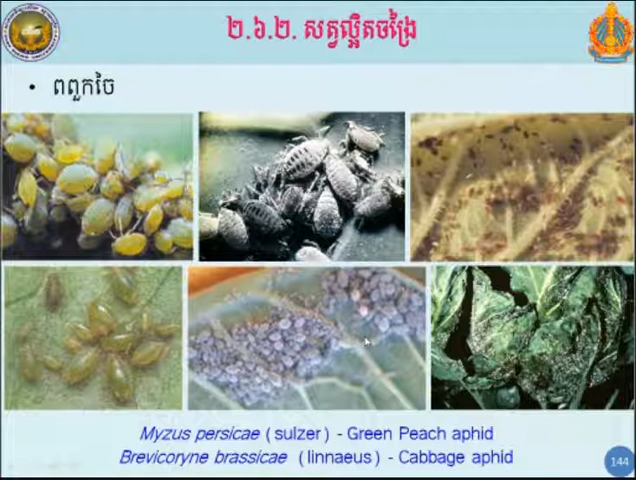 ២.៦.២. សត្វល្អិតចង្រៃ
• ពពួកចៃ
Myzus persicae ( sulzer ) - Green Peach aphid
Brevicoryne brassicae ( linnaeus ) - Cabbage aphid
144